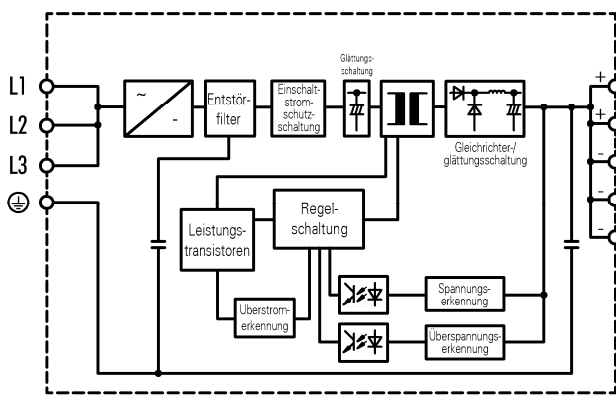 L1
L2
L3
~
-
Entstör-
filter
Einschalt-
strom-
schutz-
schaltung
Glättungs-
schaltung
Gleichrichter-/
glättungsschaltung
+
+
-
-
-
Leistungs-
transistoren
Regel-
schaltung
Überstrom-
erkennung
Spannungs-
erkennung
Überspannungs-
erkennung